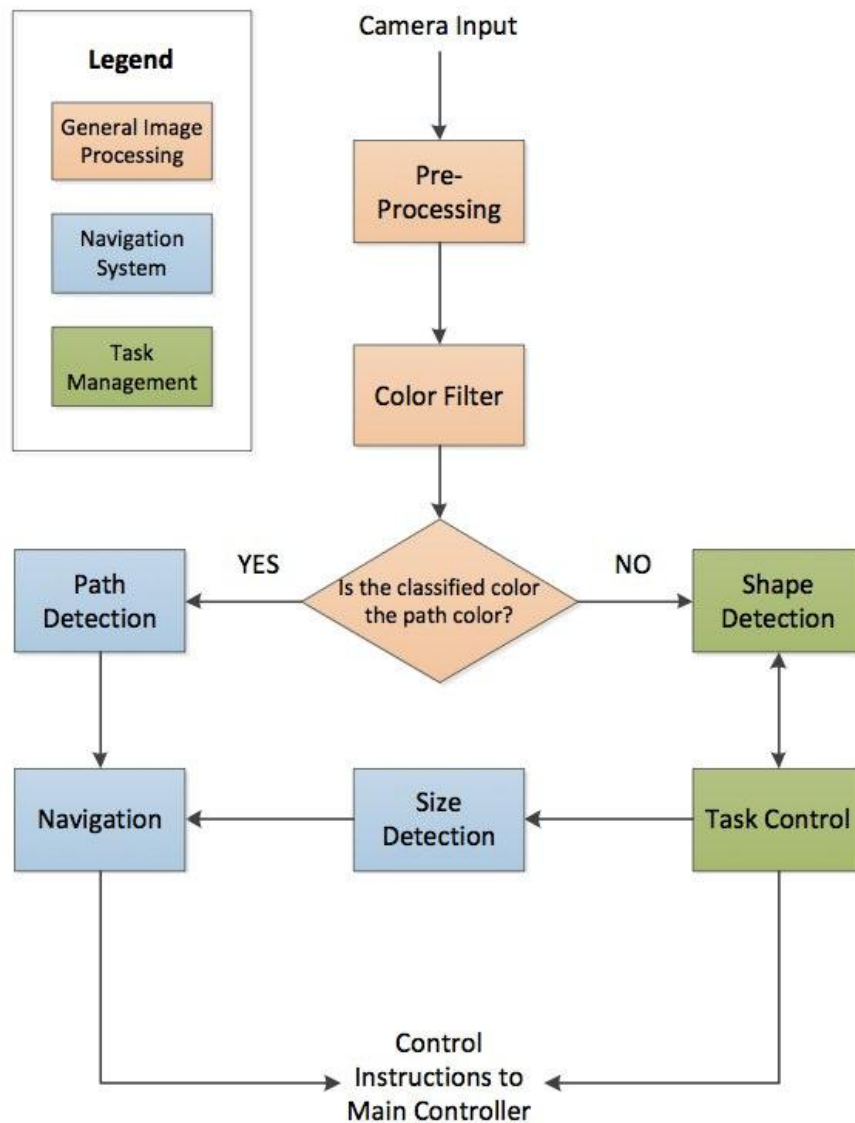 Camera Input
Legend
General Image
Processing
Navigation
System
Task
Management
Pre-
Processing
Color Filter
YES
Is the classified color
the path color?
NO
Path
Detection
Shape
Detection
Navigation
Size
Detection
Task Control
Control
Instructions to
Main Controller